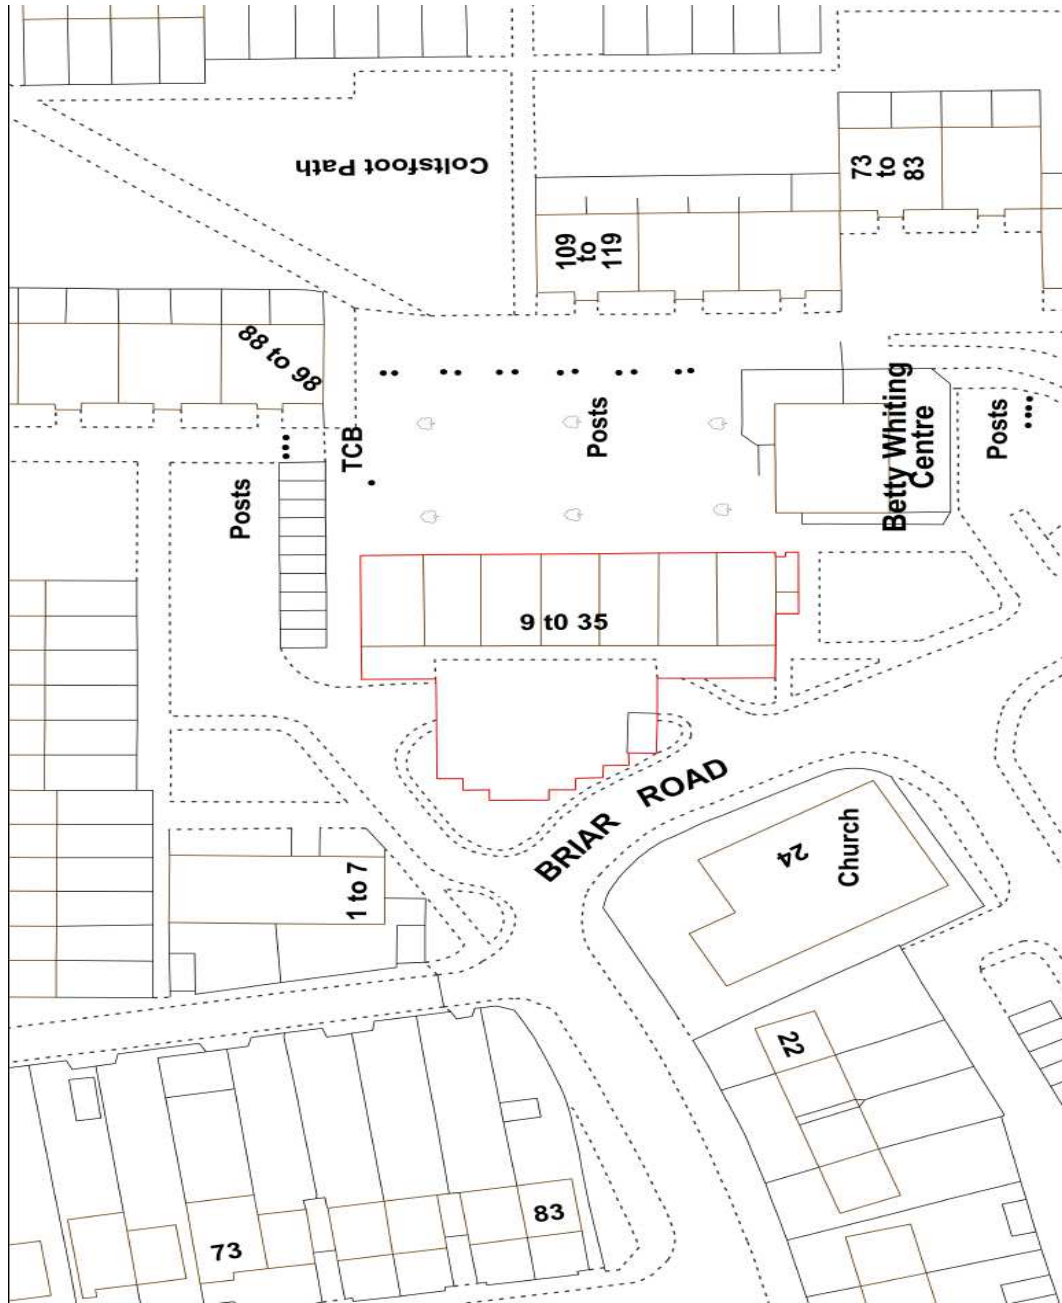 Coltsfoot Path
73
to
83
109
to
119
88 to 98
Posts
TCB
Posts
Betty Whiting
Centre
Posts
9 t0 35
BRIAR ROAD
1 to 7
24
Church
22
73
83